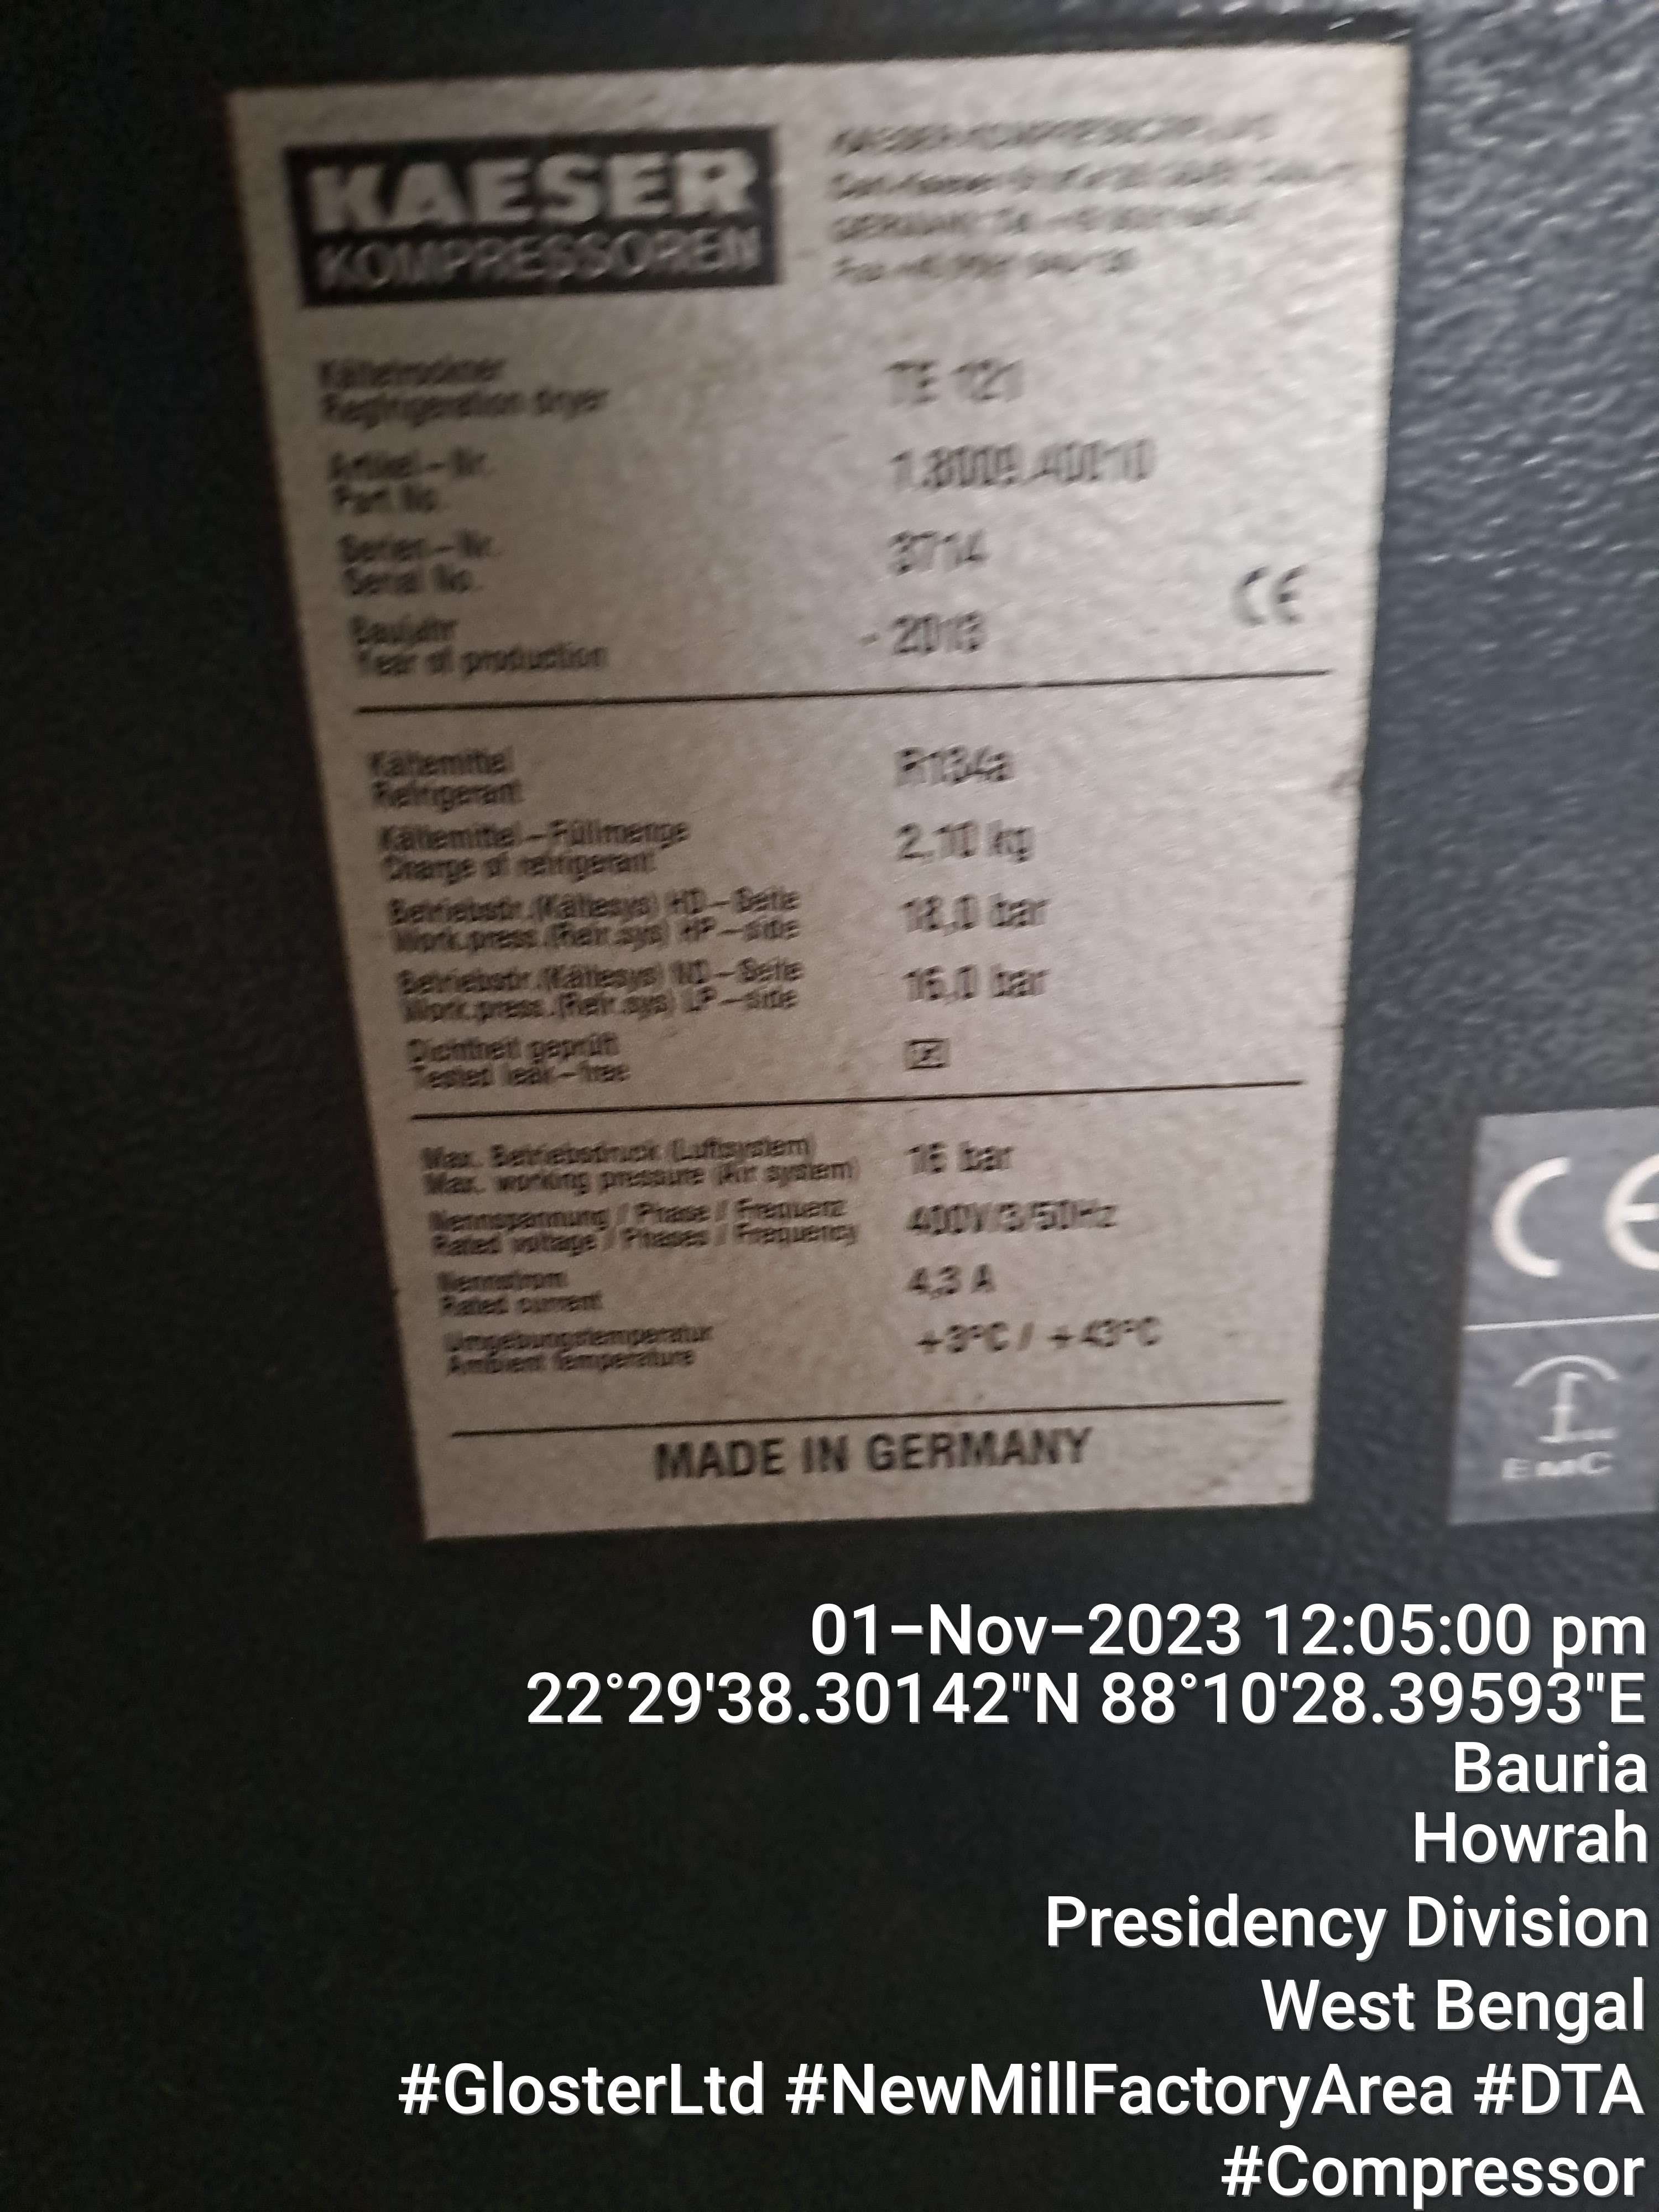 KAESER
KOMPRESSOREN
Kältetrockner
Regfrigeration dryer
TE 121
Artikel-Nr.
Part No.
Serien-Nr.
Serial No.
3714
Baujahr
Year of production
- 2013
CE
Kältemittel
Refrigerant
R134a
Kältemittel-Füllmenge
Charge of refrigerant
2,10 kg
Betriebsdr.(Kältesys) HD-Seite
Work.press.(Refr.sys) HP-side
18,0 bar
Betriebsdr.(Kältesys) ND-Seite
Work.press.(Refr.sys) LP-side
16,0 bar
Dichtheit geprüft
Tested leak-free
Max. Betriebsdruck (Luftsystem)
Max. working pressure (Air system)
16 bar
Nennspannung / Phase / Frequenz
Rated voltage / Phases / Frequency
400V/3/50Hz
Nennstrom
Rated current
4,3 A
Umgebungstemperatur
Ambient temperature
+3°C / +43°C
MADE IN GERMANY
CE
EMC
01-Nov-2023 12:05:00 pm
22°29'38.30142"N 88°10'28.39593"E
Bauria
Howrah
Presidency Division
West Bengal
#GlosterLtd #NewMillFactoryArea #DTA
#Compressor